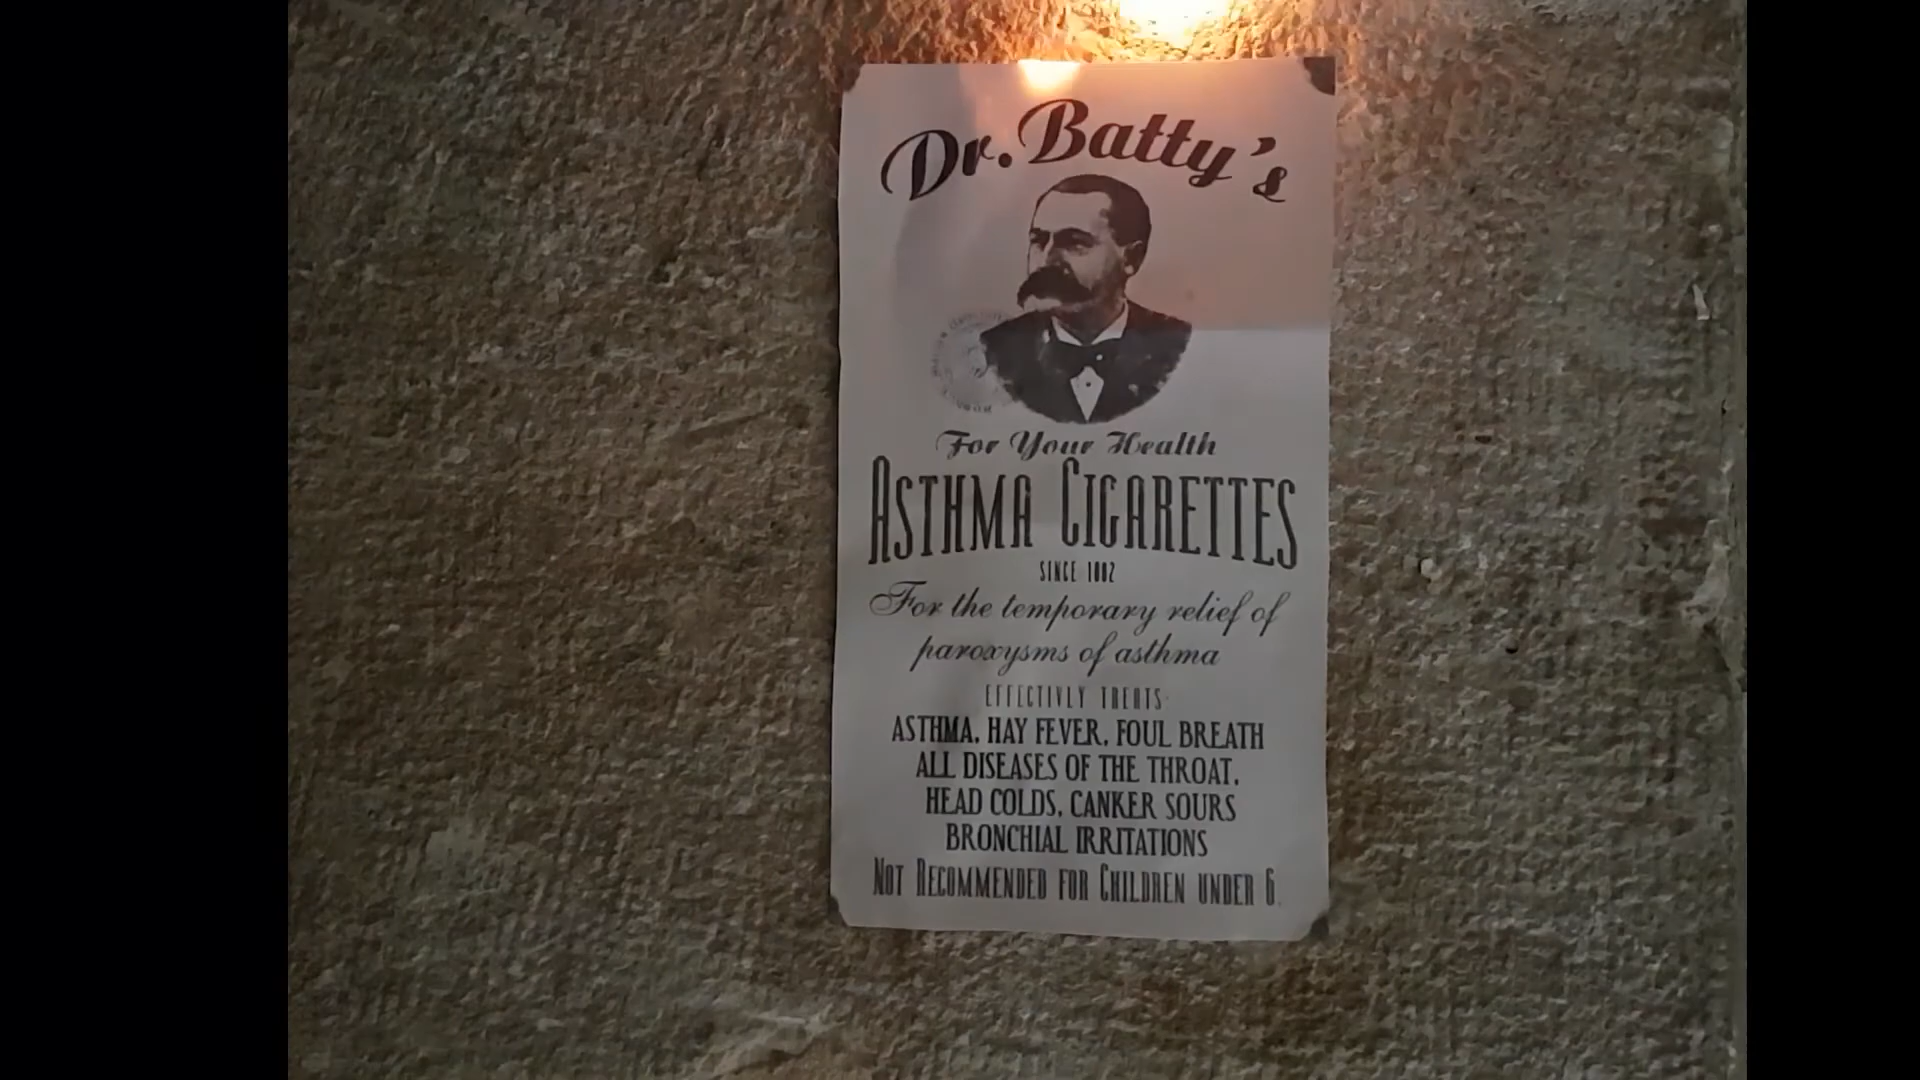 Dr. Batty's
For Your Health
ASTHMA CIGARETTES
SINCE 1882
For the temporary relief of
paroxysms of asthma
EFFECTIVLY TREATS:
ASTHMA, HAY FEVER, FOUL BREATH
ALL DISEASES OF THE THROAT,
HEAD COLDS, CANKER SOURS
BRONCHIAL IRRITATIONS
NOT RECOMMENDED FOR CHILDREN UNDER 6.